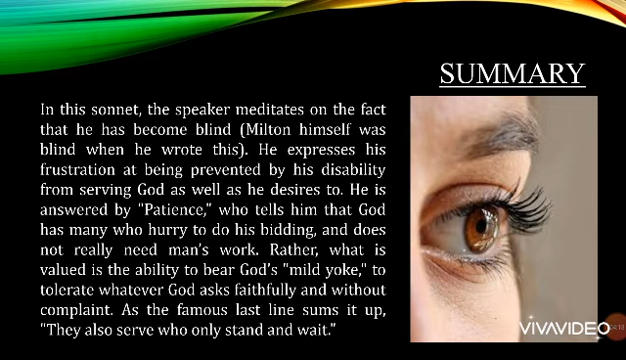 SUMMARY
In this sonnet, the speaker meditates on the fact
that he has become blind (Milton himself was
blind when he wrote this). He expresses his
frustration at being prevented by his disability
from serving God as well as he desires to. He is
answered by "Patience," who tells him that God
has many who hurry to do his bidding, and does
not really need man’s work. Rather, what is
valued is the ability to bear God’s "mild yoke," to
tolerate whatever God asks faithfully and without
complaint. As the famous last line sums it up,
"They also serve who only stand and wait."
VIVAVIDEO